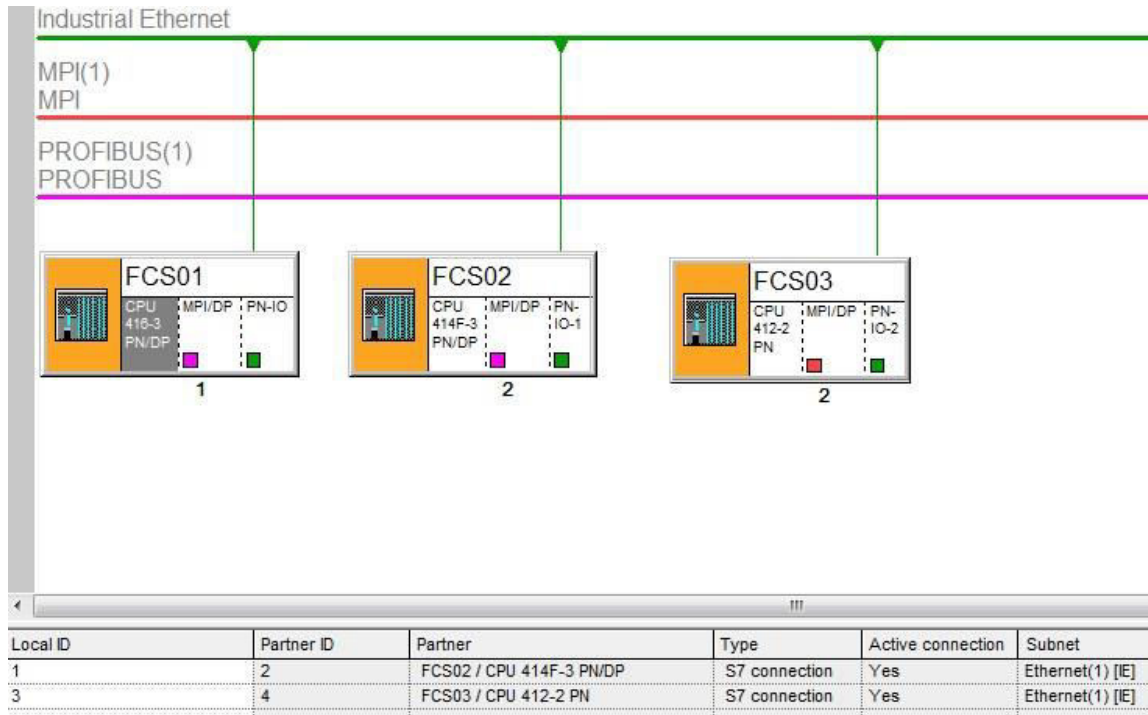 Industrial Ethernet
MPI(1)
MPI
PROFIBUS(1)
PROFIBUS
FCS01
CPU 416-3 PN/DP
MPI/DP
PN-IO
1
FCS02
CPU 414F-3 PN/DP
MPI/DP
PN-IO-1
2
FCS03
CPU 412-2 PN
MPI/DP
PN-IO-2
2
Local ID Partner ID Partner Type Active connection Subnet
1 2 FCS02 / CPU 414F-3 PN/DP S7 connection Yes Ethernet(1) [IE]
3 4 FCS03 / CPU 412-2 PN S7 connection Yes Ethernet(1) [IE]